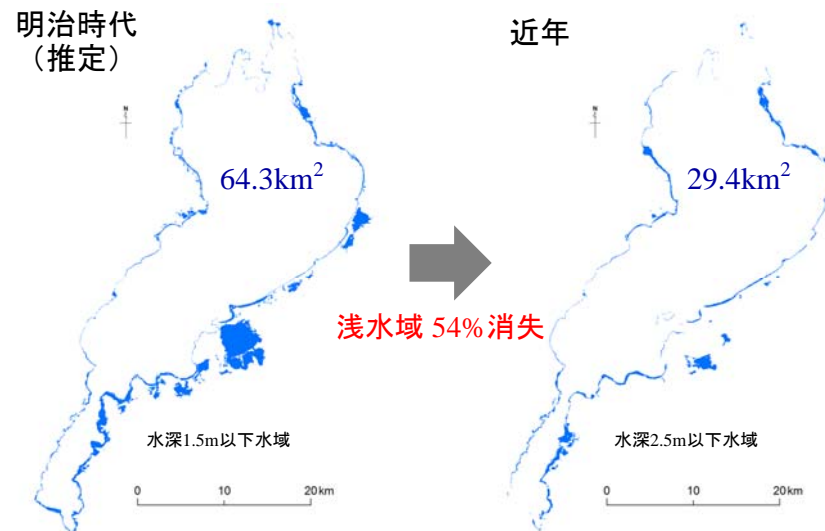 明治時代
（推定）
近年
N
N
64.3km²
29.4km²
浅水域 54%消失
水深1.5m以下水域
水深2.5m以下水域
0 10 20km
0 10 20km